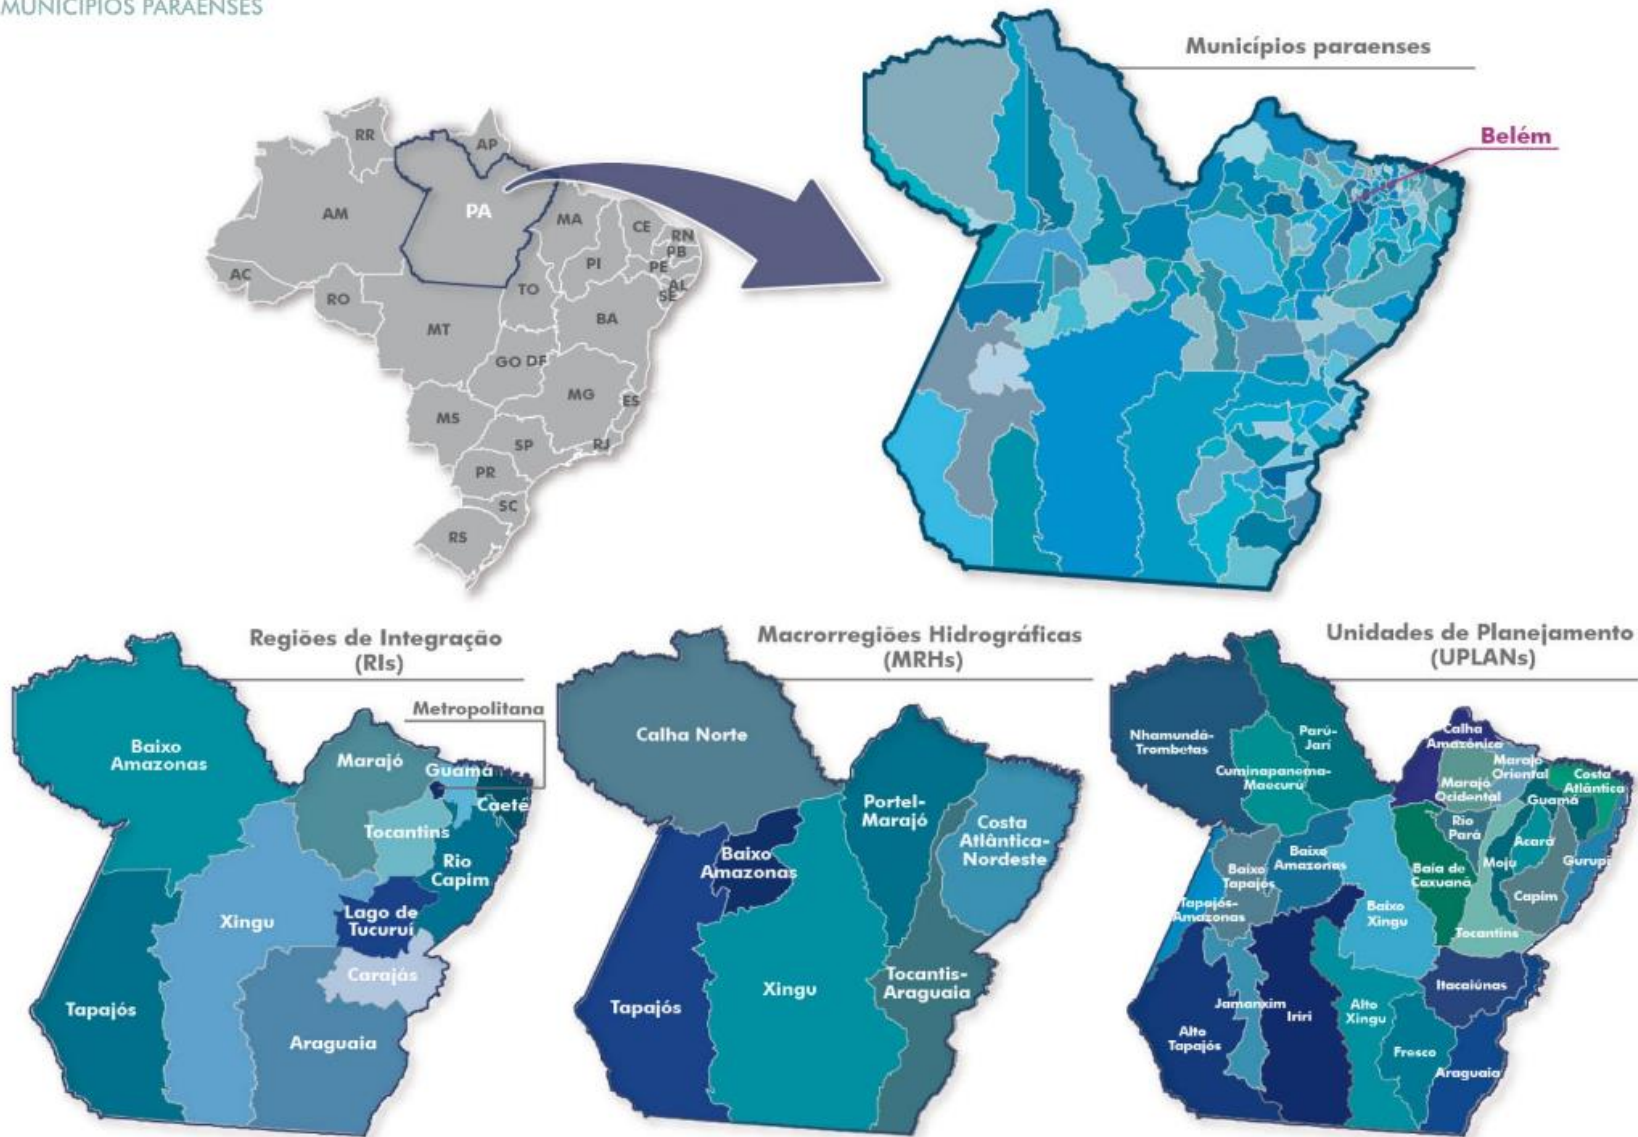 MUNICÍPIOS PARAENSES
Municípios paraenses
Belém
RR
AP
AM
PA
MA
CE
RN
PB
PE
AL
SE
PI
AC
RO
TO
BA
MT
GO DF
MG
ES
MS
SP
RJ
PR
SC
RS
Regiões de Integração
(RIs)
Metropolitana
Baixo
Amazonas
Marajó
Guamá
Caeté
Tocantins
Rio
Capim
Xingu
Lago de
Tucuruí
Carajás
Tapajós
Araguaia
Macrorregiões Hidrográficas
(MRHs)
Calha Norte
Portel-
Marajó
Costa
Atlântica-
Nordeste
Baixo
Amazonas
Tocantis-
Araguaia
Xingu
Tapajós
Unidades de Planejamento
(UPLANs)
Nhamundá-
Trombetas
Parú-
Jarí
Cuminapanema-
Maecurú
Calha
Amazônica
Marajó
Oriental
Marajó
Ocidental
Costa
Atlântica
Guamá
Rio
Pará
Acará
Moju
Gurupi
Capim
Baixo
Amazonas
Baixo
Tapajós
Baía de
Caxuanã
Tapajós-
Amazonas
Baixo
Xingu
Tocantins
Itacaiúnas
Jamanxim
Iriri
Alto
Xingu
Alto
Tapajós
Fresco
Araguaia